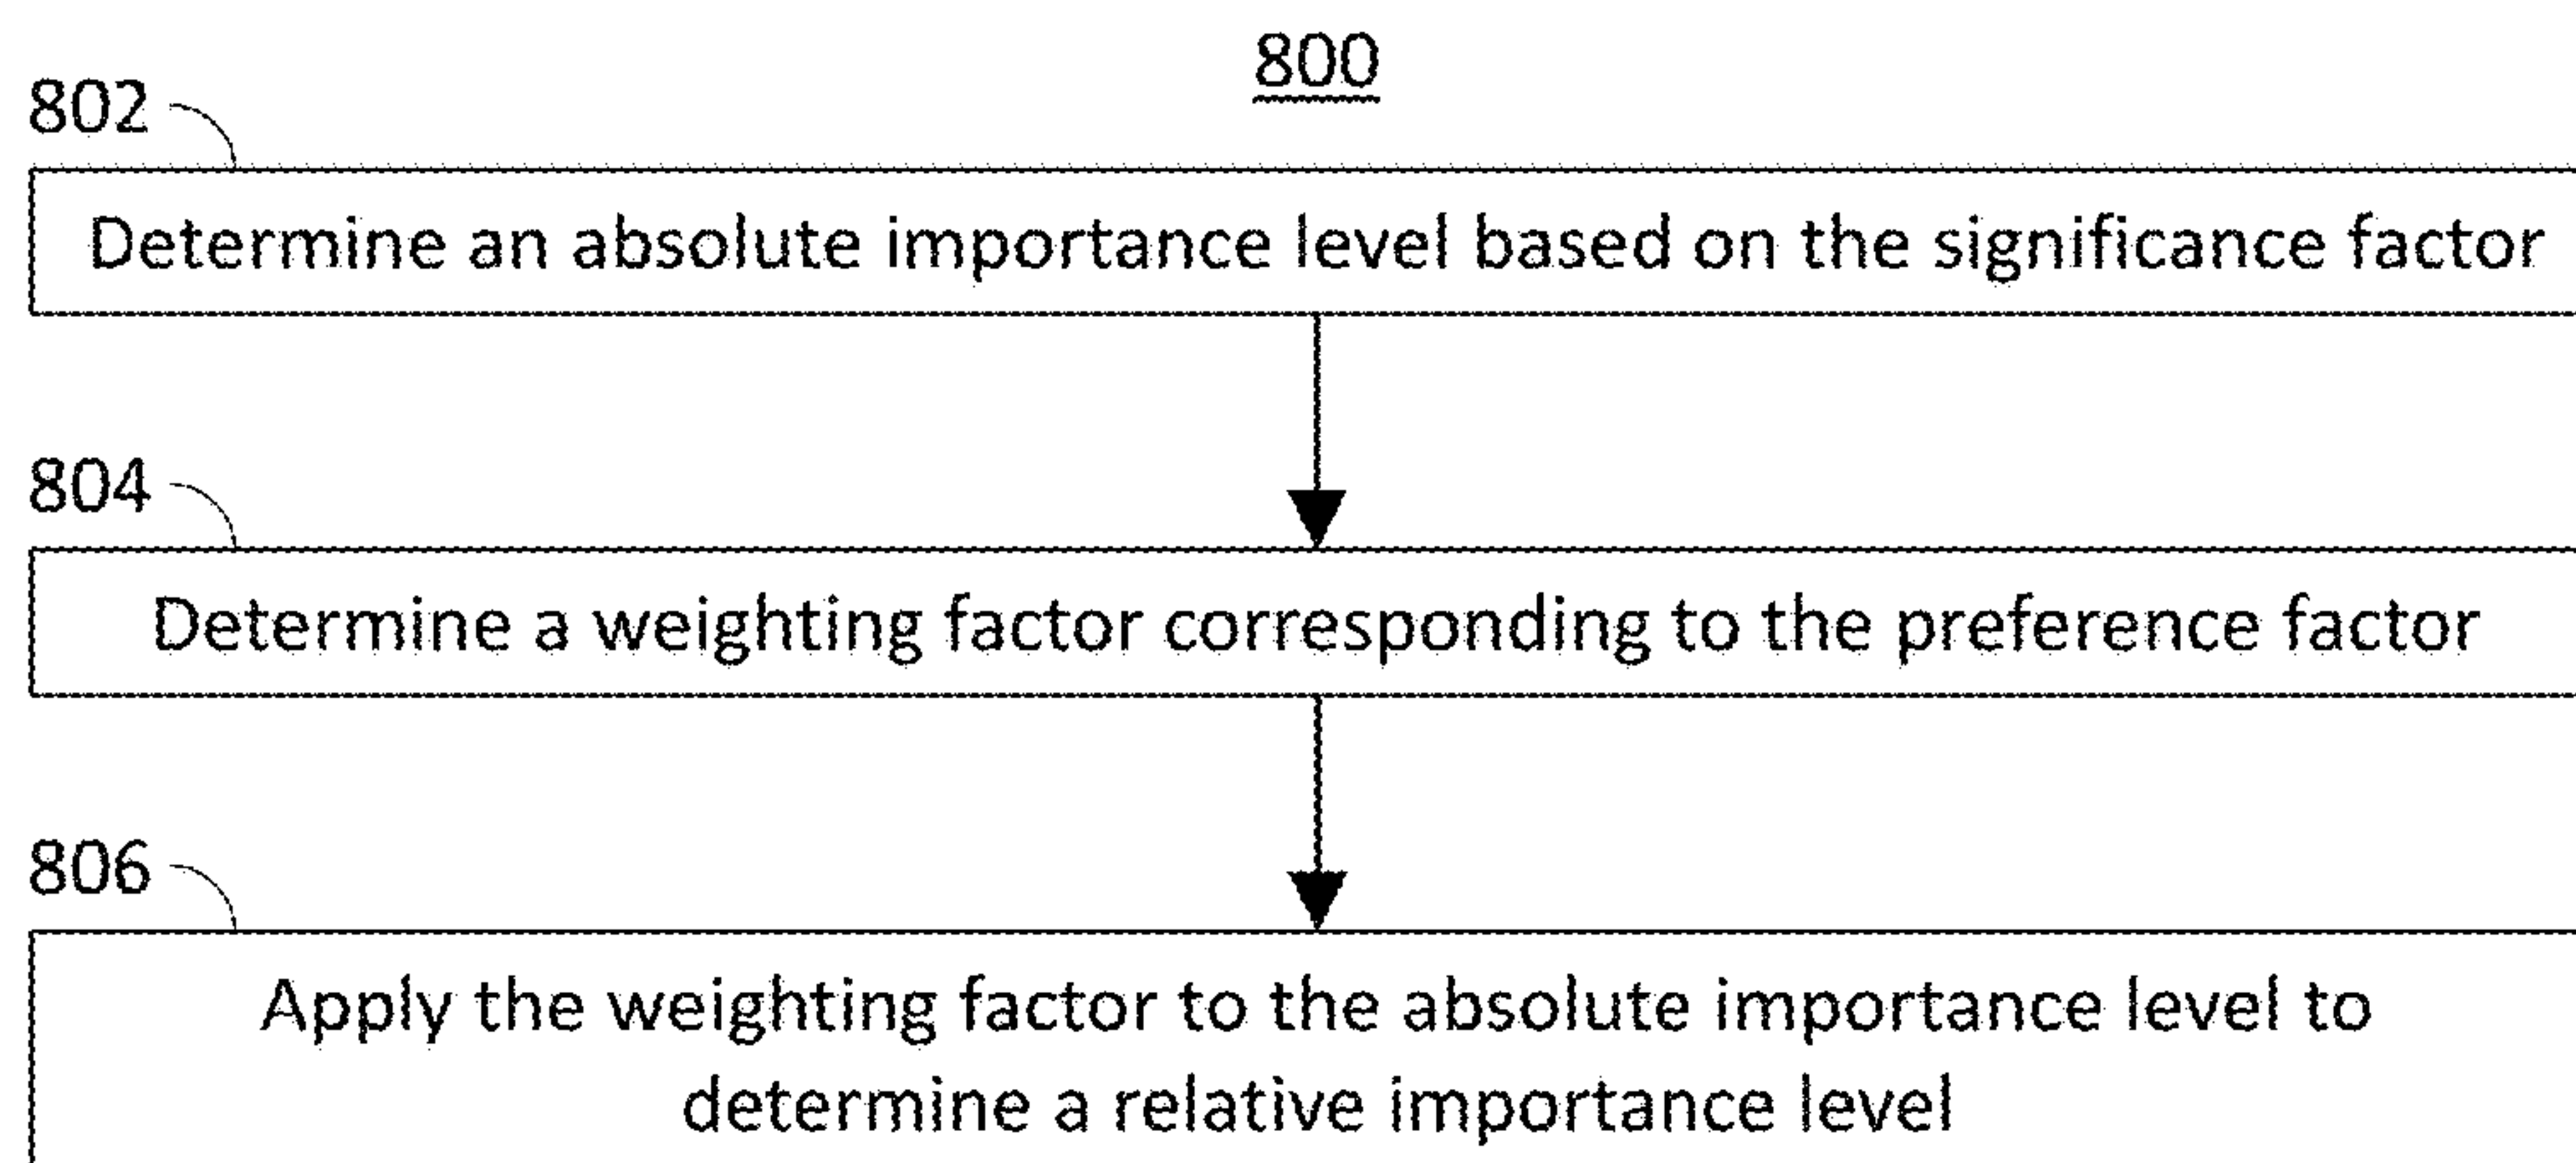 800
802
Determine an absolute importance level based on the significance factor
804
Determine a weighting factor corresponding to the preference factor
806
Apply the weighting factor to the absolute importance level to
determine a relative importance level